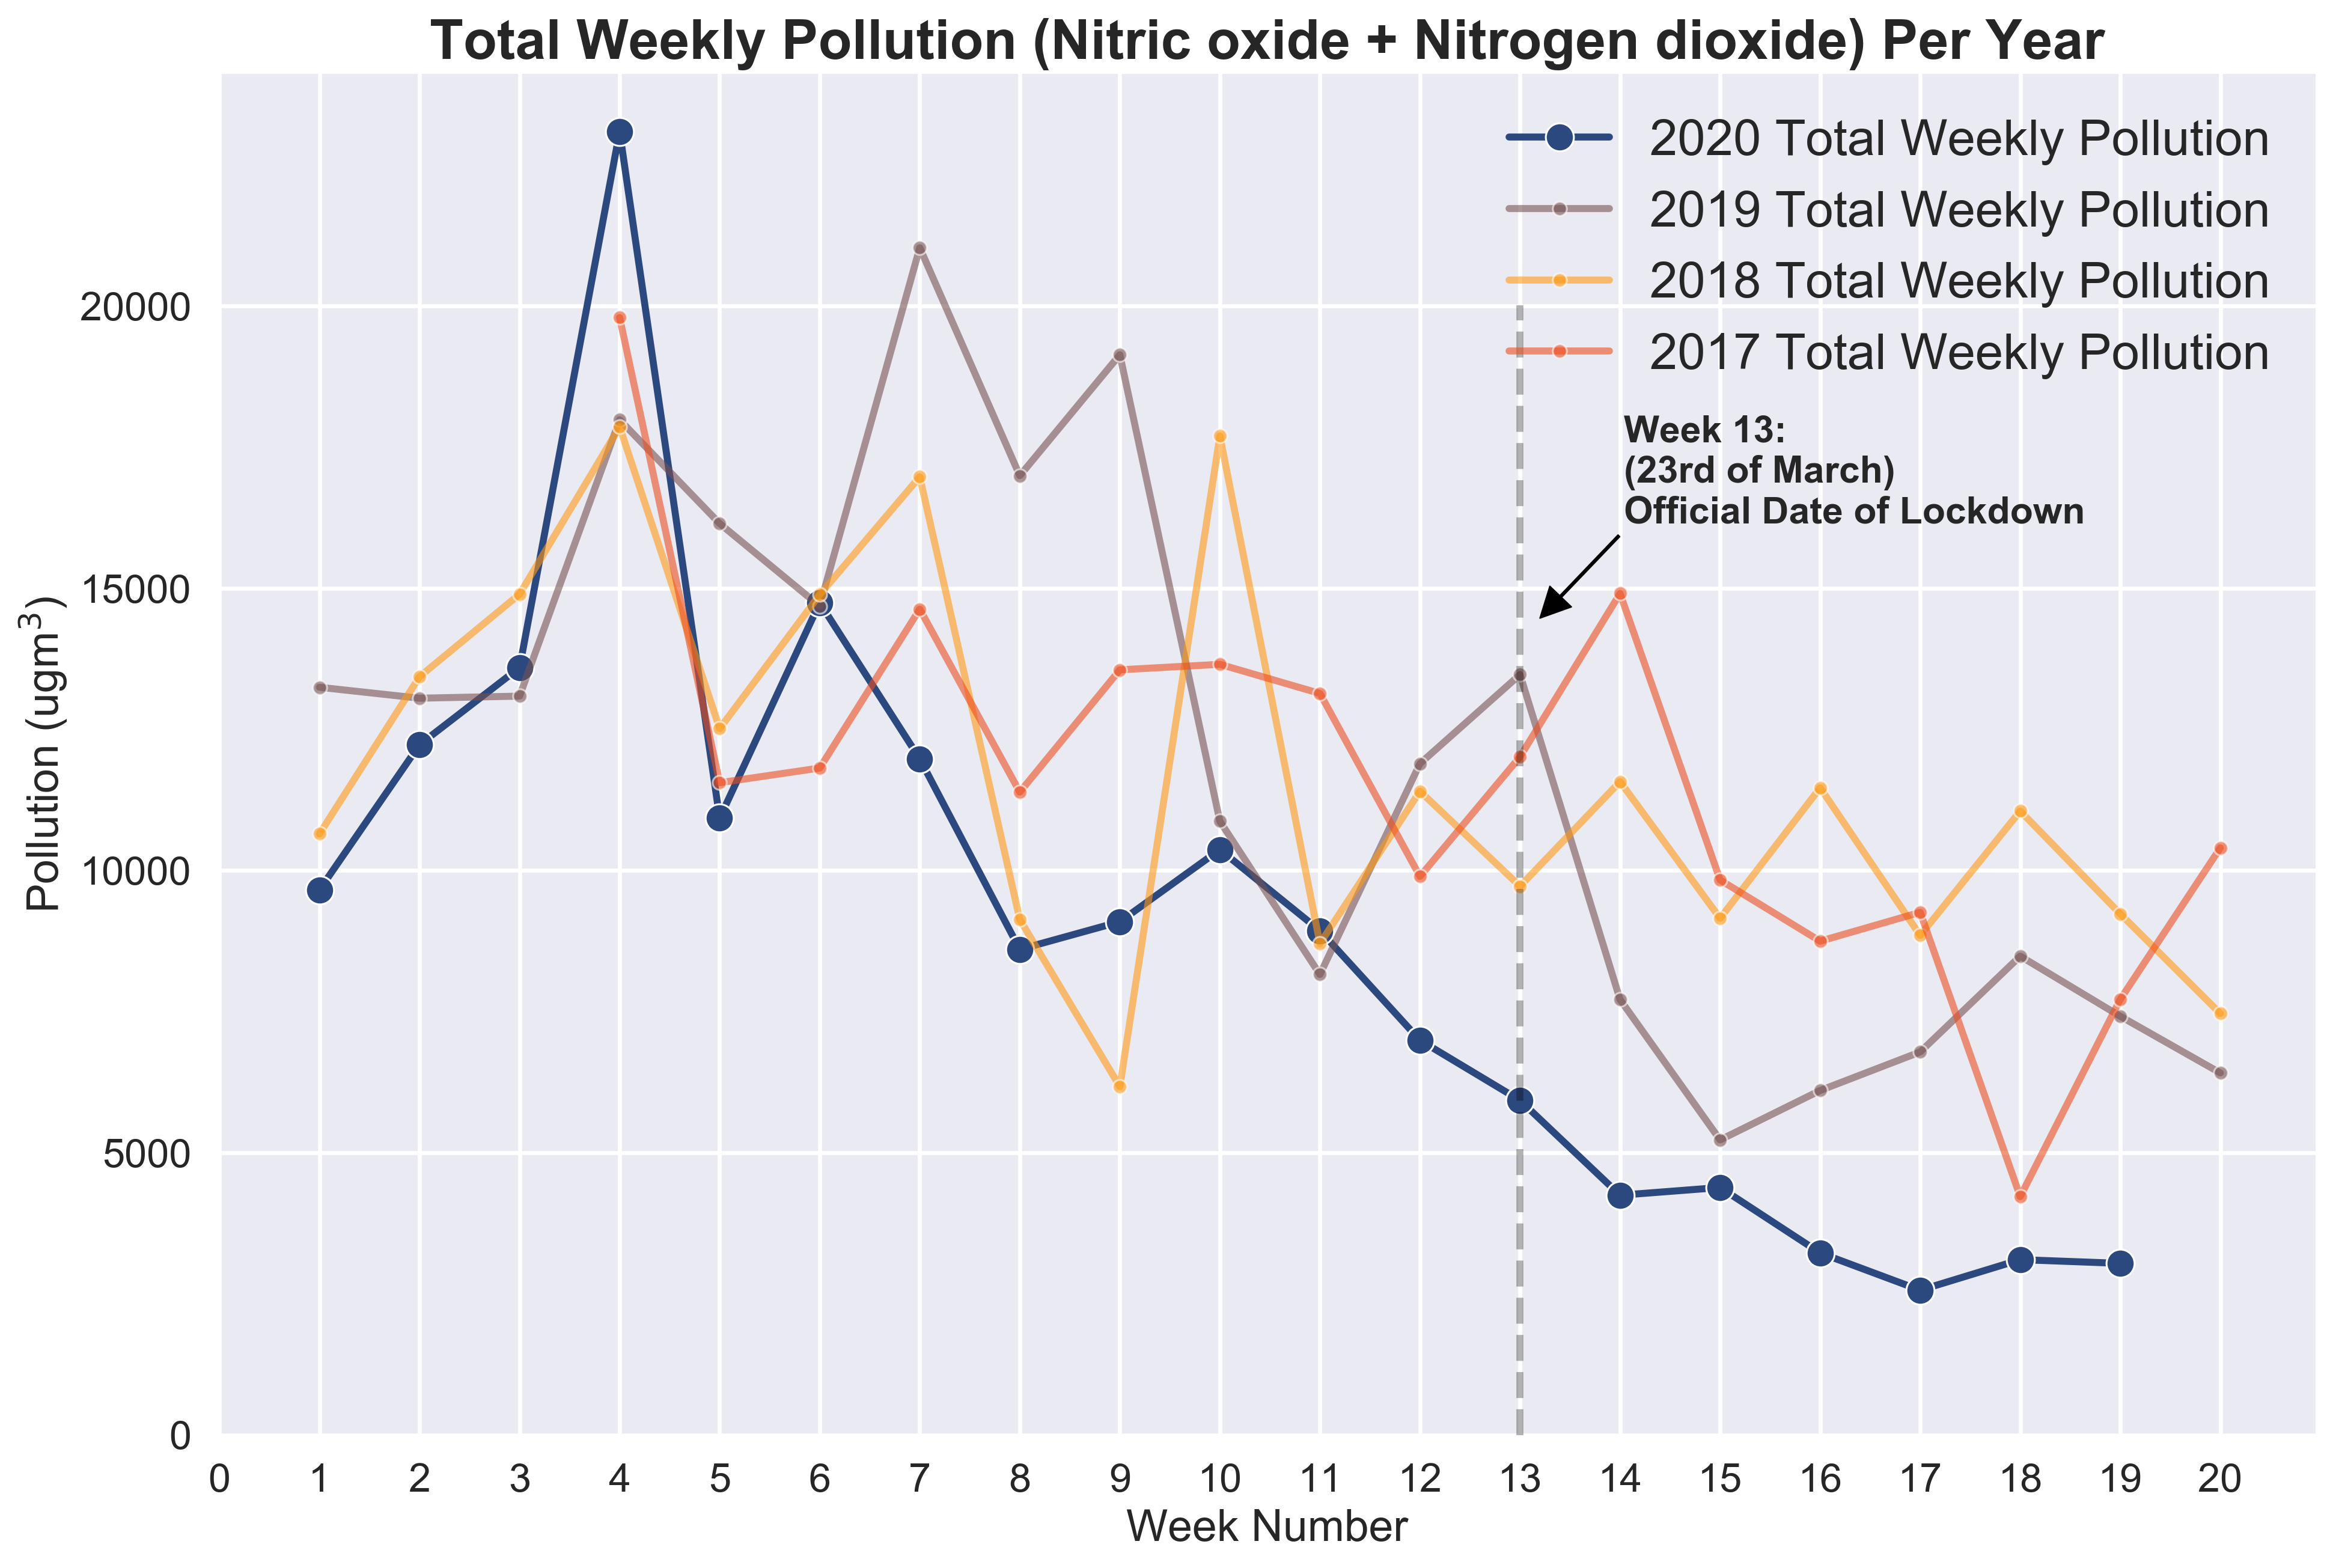 Total Weekly Pollution (Nitric oxide + Nitrogen dioxide) Per Year
2020 Total Weekly Pollution
2019 Total Weekly Pollution
2018 Total Weekly Pollution
2017 Total Weekly Pollution
Week 13:
(23rd of March)
Official Date of Lockdown
Pollution (ugm³)
20000
15000
10000
5000
0
0 1 2 3 4 5 6 7 8 9 10 11 12 13 14 15 16 17 18 19 20
Week Number